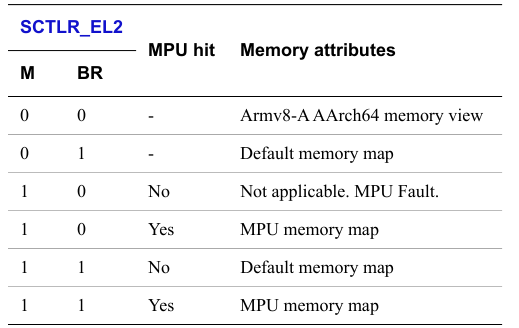 SCTLR_EL2
MPU hit Memory attributes
M BR
0 0 - Armv8-A AArch64 memory view
0 1 - Default memory map
1 0 No Not applicable. MPU Fault.
1 0 Yes MPU memory map
1 1 No Default memory map
1 1 Yes MPU memory map